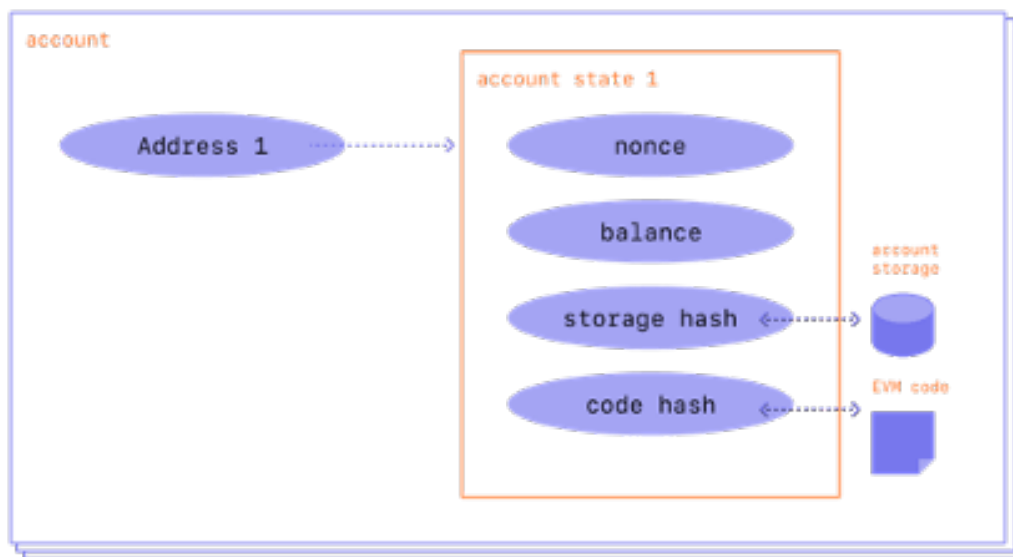 account
account state 1
Address 1
nonce
balance
account
storage
storage hash
EVM code
code hash